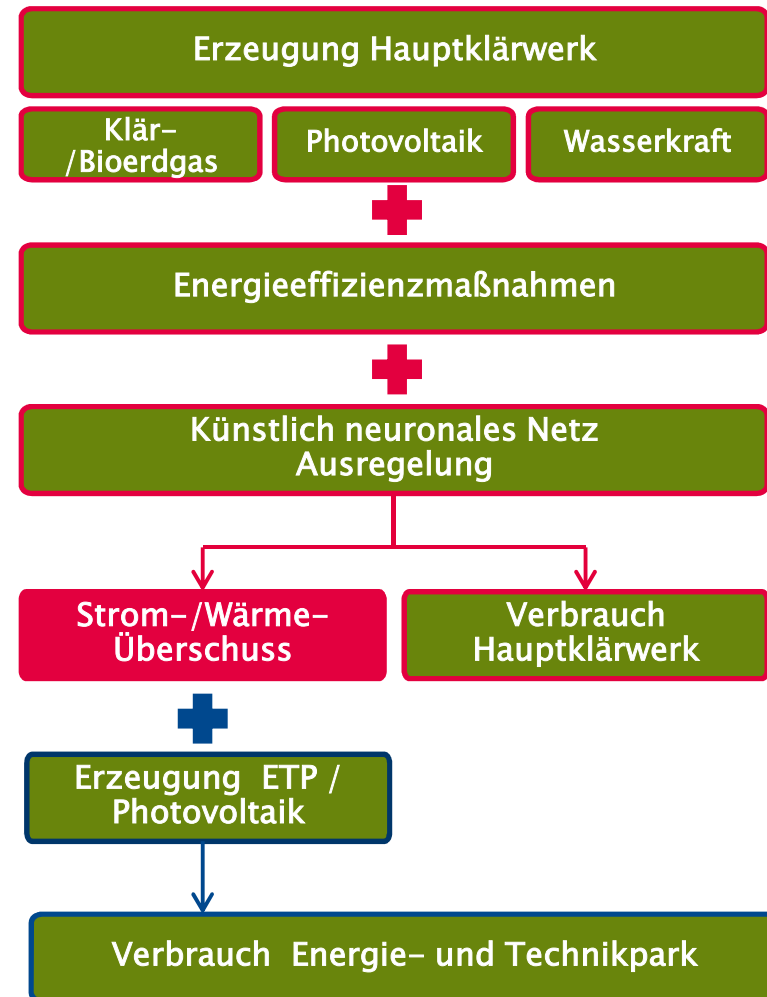 Erzeugung Hauptklärwerk
Klär-
/Bioerdgas
Photovoltaik
Wasserkraft
Energieeffizienzmaßnahmen
Künstlich neuronales Netz
Ausregelung
Strom-/Wärme-
Überschuss
Verbrauch
Hauptklärwerk
Erzeugung ETP /
Photovoltaik
Verbrauch Energie- und Technikpark